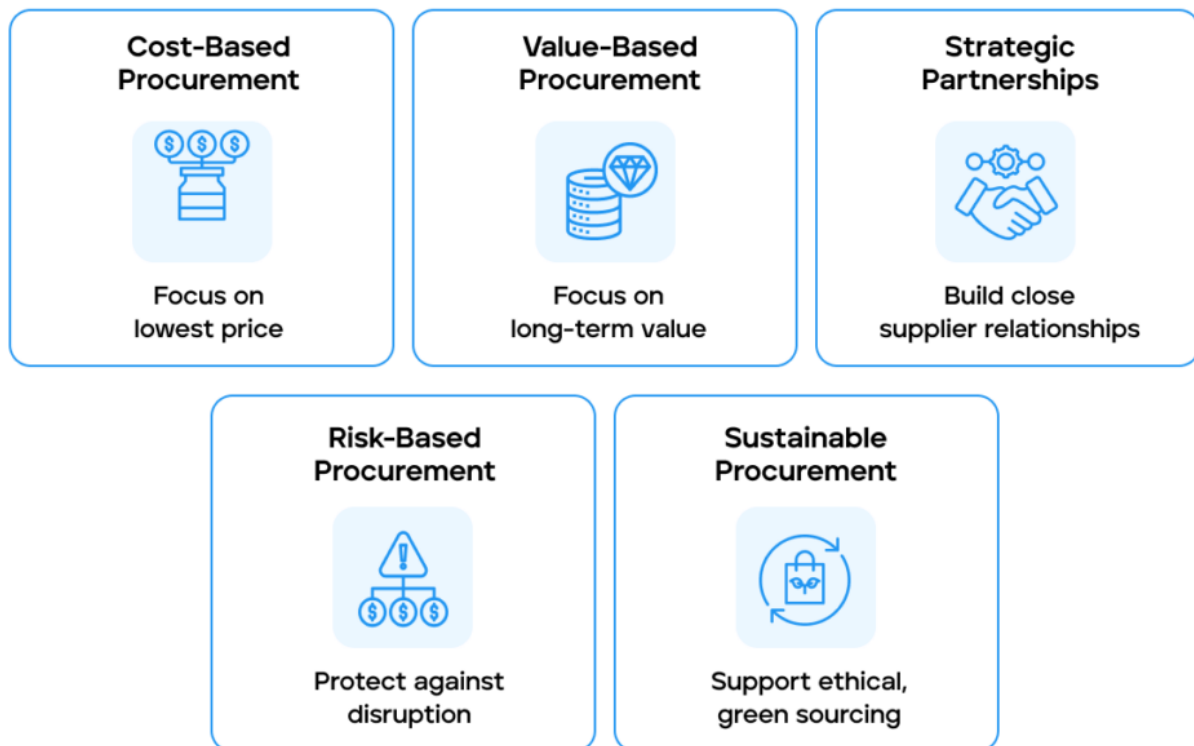 Cost-Based
Procurement
Focus on
lowest price
Value-Based
Procurement
Focus on
long-term value
Strategic
Partnerships
Build close
supplier relationships
Risk-Based
Procurement
Protect against
disruption
Sustainable
Procurement
Support ethical,
green sourcing